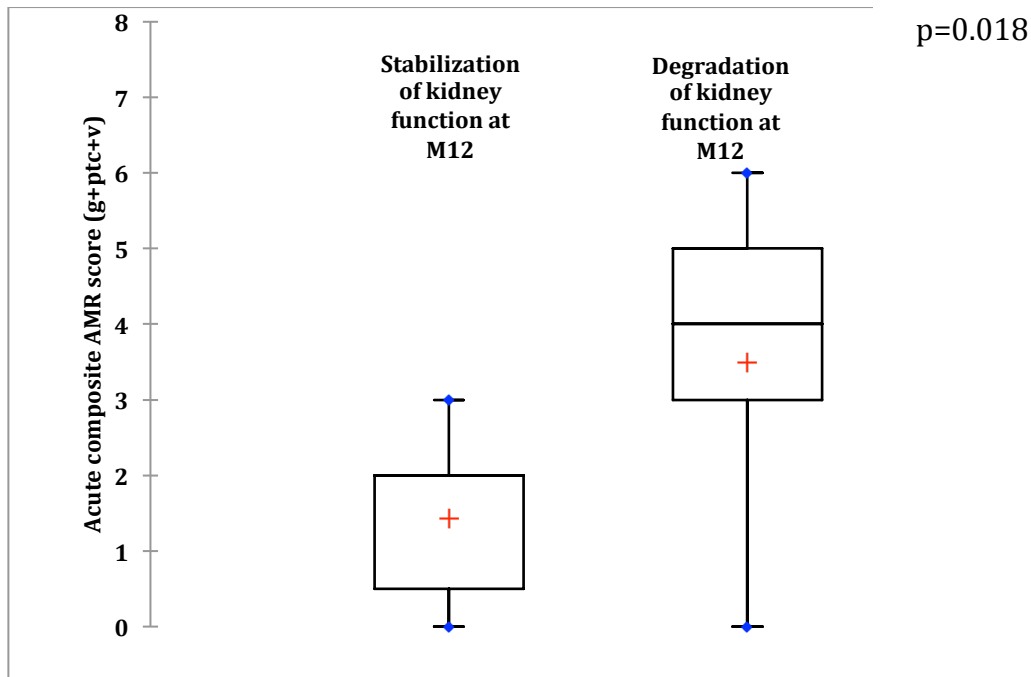 p=0.018
Acute composite AMR score (g+ptc+v)
8
7
6
5
4
3
2
1
0
Stabilization
of kidney
function at
M12
Degradation
of kidney
function at
M12